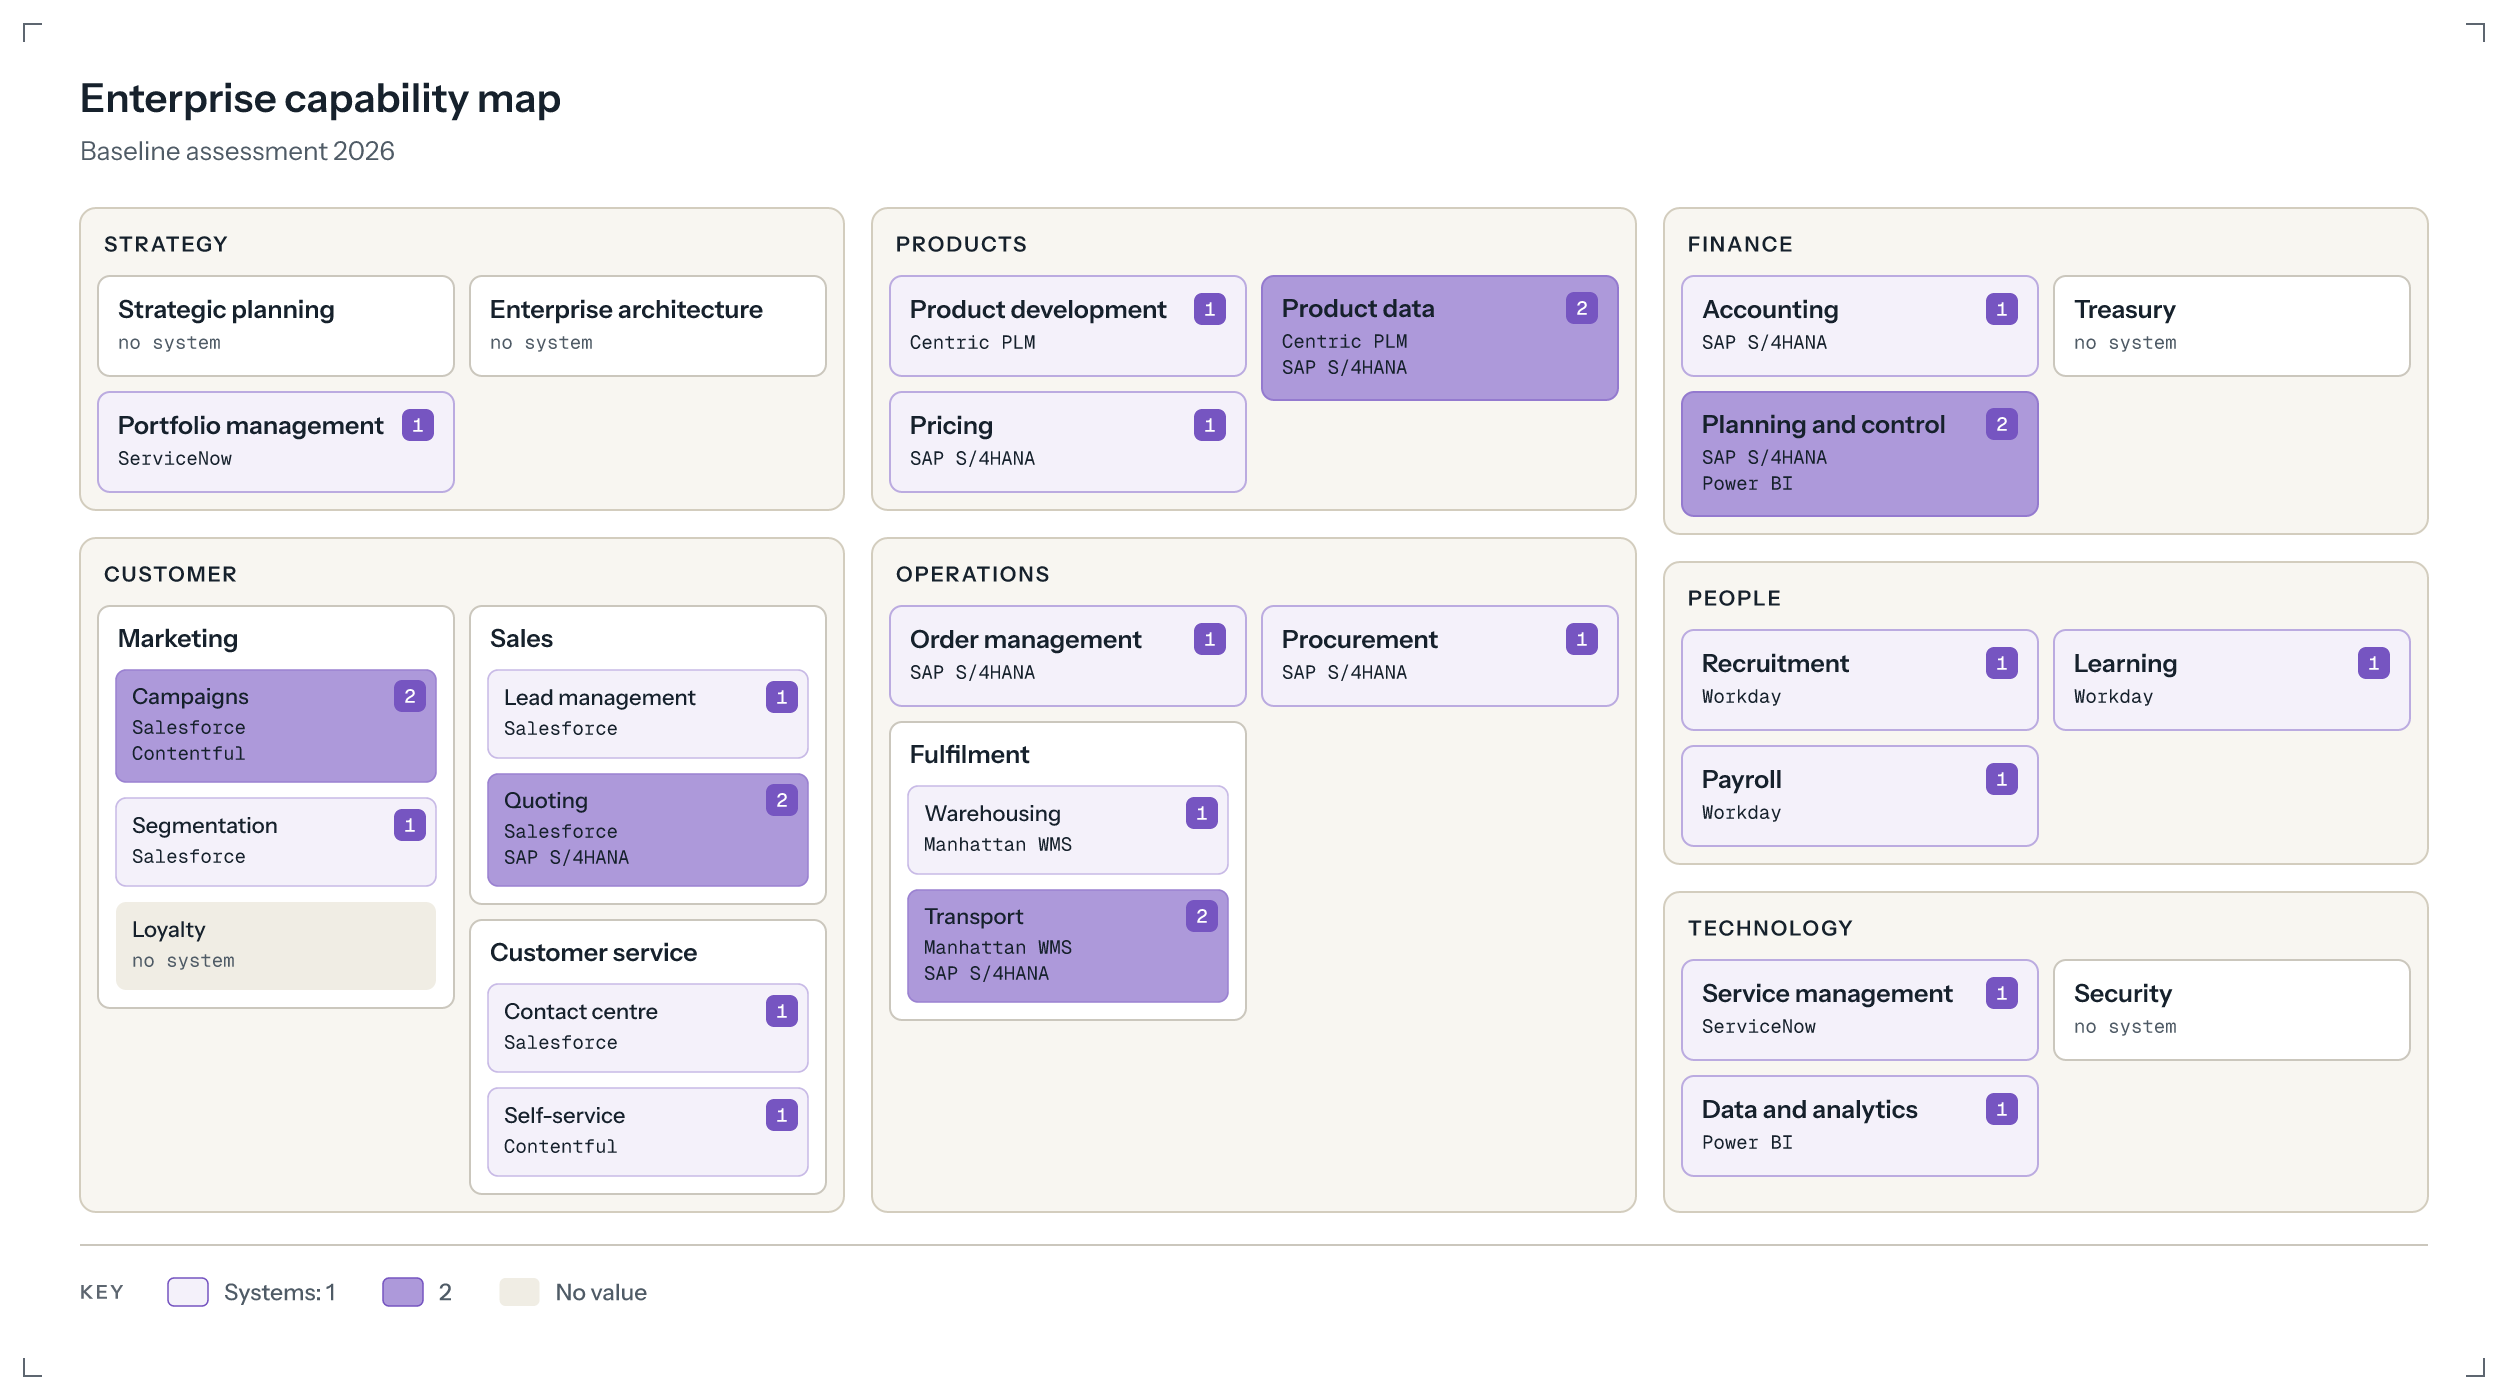 Enterprise capability map
Baseline assessment 2026
STRATEGY
Strategic planning
no system
Enterprise architecture
no system
Portfolio management 1
ServiceNow
PRODUCTS
Product development 1
Centric PLM
Product data 2
Centric PLM
SAP S/4HANA
Pricing 1
SAP S/4HANA
FINANCE
Accounting 1
SAP S/4HANA
Treasury
no system
Planning and control 2
SAP S/4HANA
Power BI
CUSTOMER
Marketing
Campaigns 2
Salesforce
Contentful
Segmentation 1
Salesforce
Loyalty
no system
Sales
Lead management 1
Salesforce
Quoting 2
Salesforce
SAP S/4HANA
Customer service
Contact centre 1
Salesforce
Self-service 1
Contentful
OPERATIONS
Order management 1
SAP S/4HANA
Procurement 1
SAP S/4HANA
Fulfilment
Warehousing 1
Manhattan WMS
Transport 2
Manhattan WMS
SAP S/4HANA
PEOPLE
Recruitment 1
Workday
Learning 1
Workday
Payroll 1
Workday
TECHNOLOGY
Service management 1
ServiceNow
Security
no system
Data and analytics 1
Power BI
KEY Systems: 1 2 No value